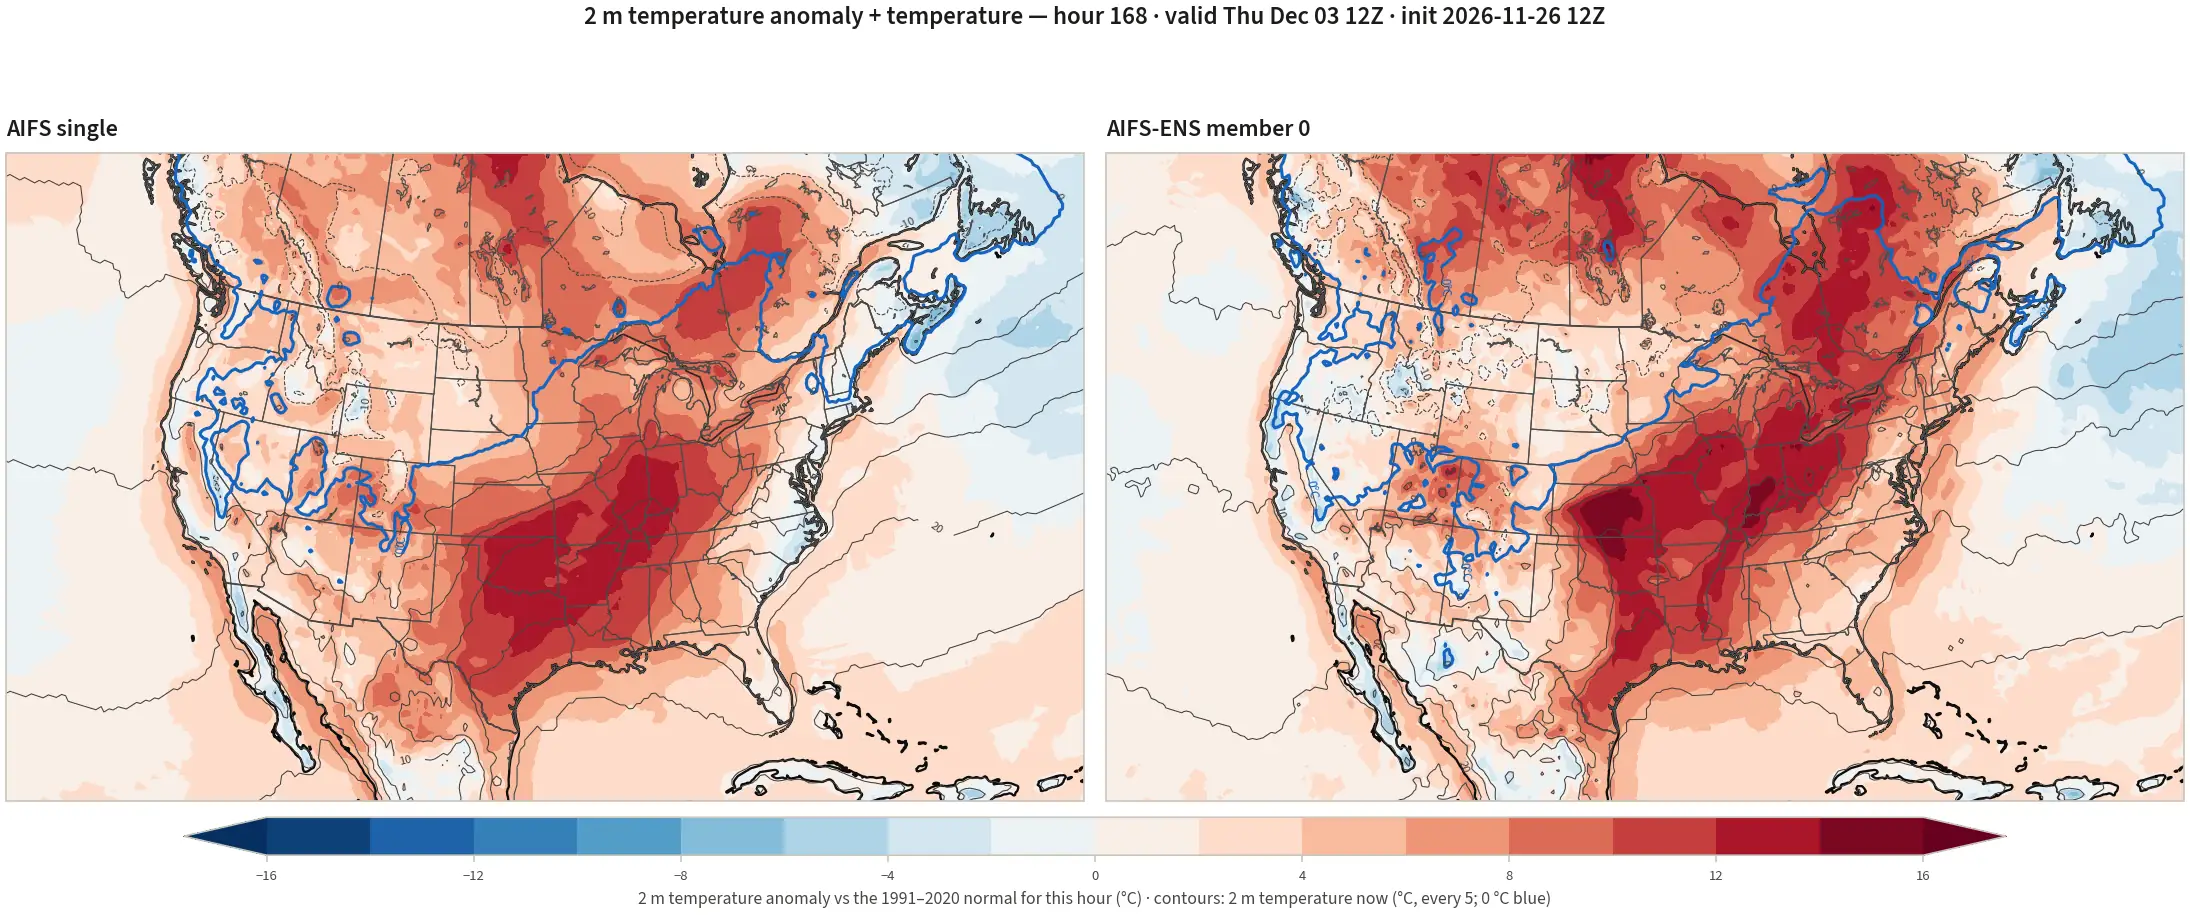 2 m temperature anomaly + temperature — hour 168 · valid Thu Dec 03 12Z · init 2026-11-26 12Z
AIFS single
AIFS-ENS member 0
20
10
−16 −12 −8 −4 0 4 8 12 16
2 m temperature anomaly vs the 1991–2020 normal for this hour (°C) · contours: 2 m temperature now (°C, every 5; 0 °C blue)